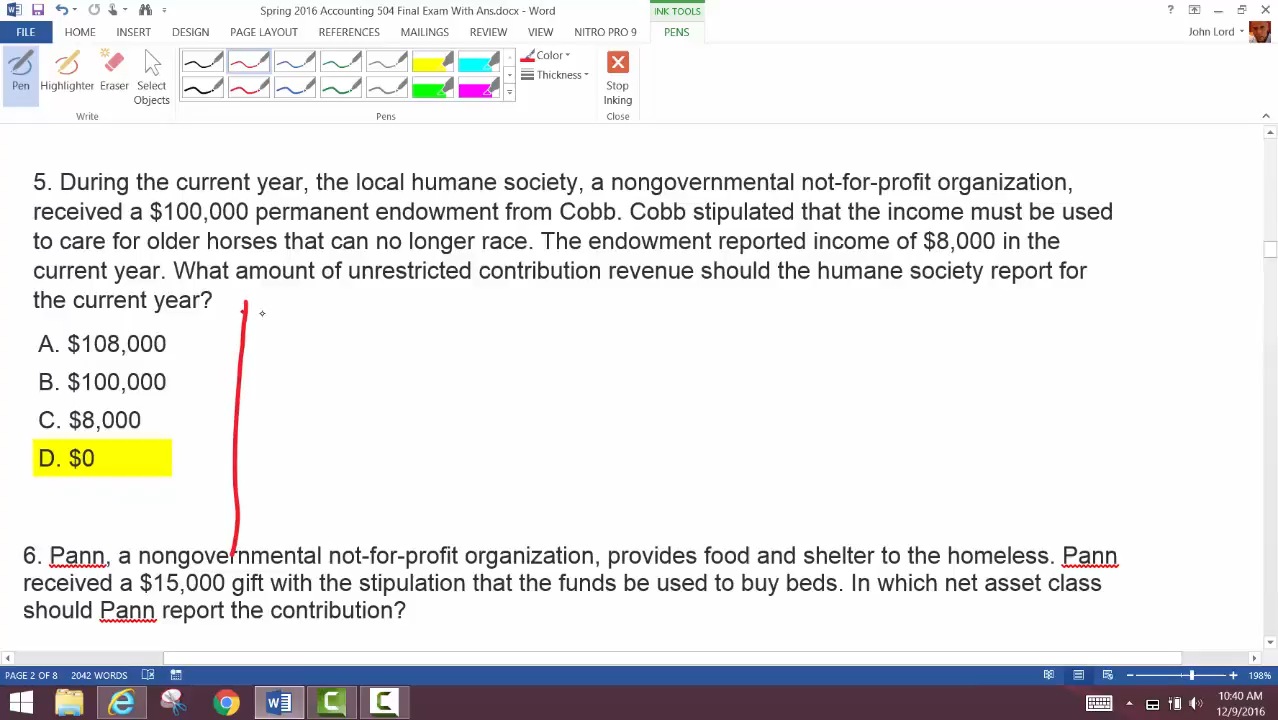 Spring 2016 Accounting 504 Final Exam With Ans.docx - Word
INK TOOLS
FILE HOME INSERT DESIGN PAGE LAYOUT REFERENCES MAILINGS REVIEW VIEW NITRO PRO 9 PENS
John Lord
Pen Highlighter Eraser Select Objects
Color
Thickness
Stop Inking
Write
Pens
Close
5. During the current year, the local humane society, a nongovernmental not-for-profit organization,
received a $100,000 permanent endowment from Cobb. Cobb stipulated that the income must be used
to care for older horses that can no longer race. The endowment reported income of $8,000 in the
current year. What amount of unrestricted contribution revenue should the humane society report for
the current year?
A. $108,000
B. $100,000
C. $8,000
D. $0
6. Pann, a nongovernmental not-for-profit organization, provides food and shelter to the homeless. Pann
received a $15,000 gift with the stipulation that the funds be used to buy beds. In which net asset class
should Pann report the contribution?
PAGE 2 OF 8 2042 WORDS
198%
10:40 AM
12/9/2016